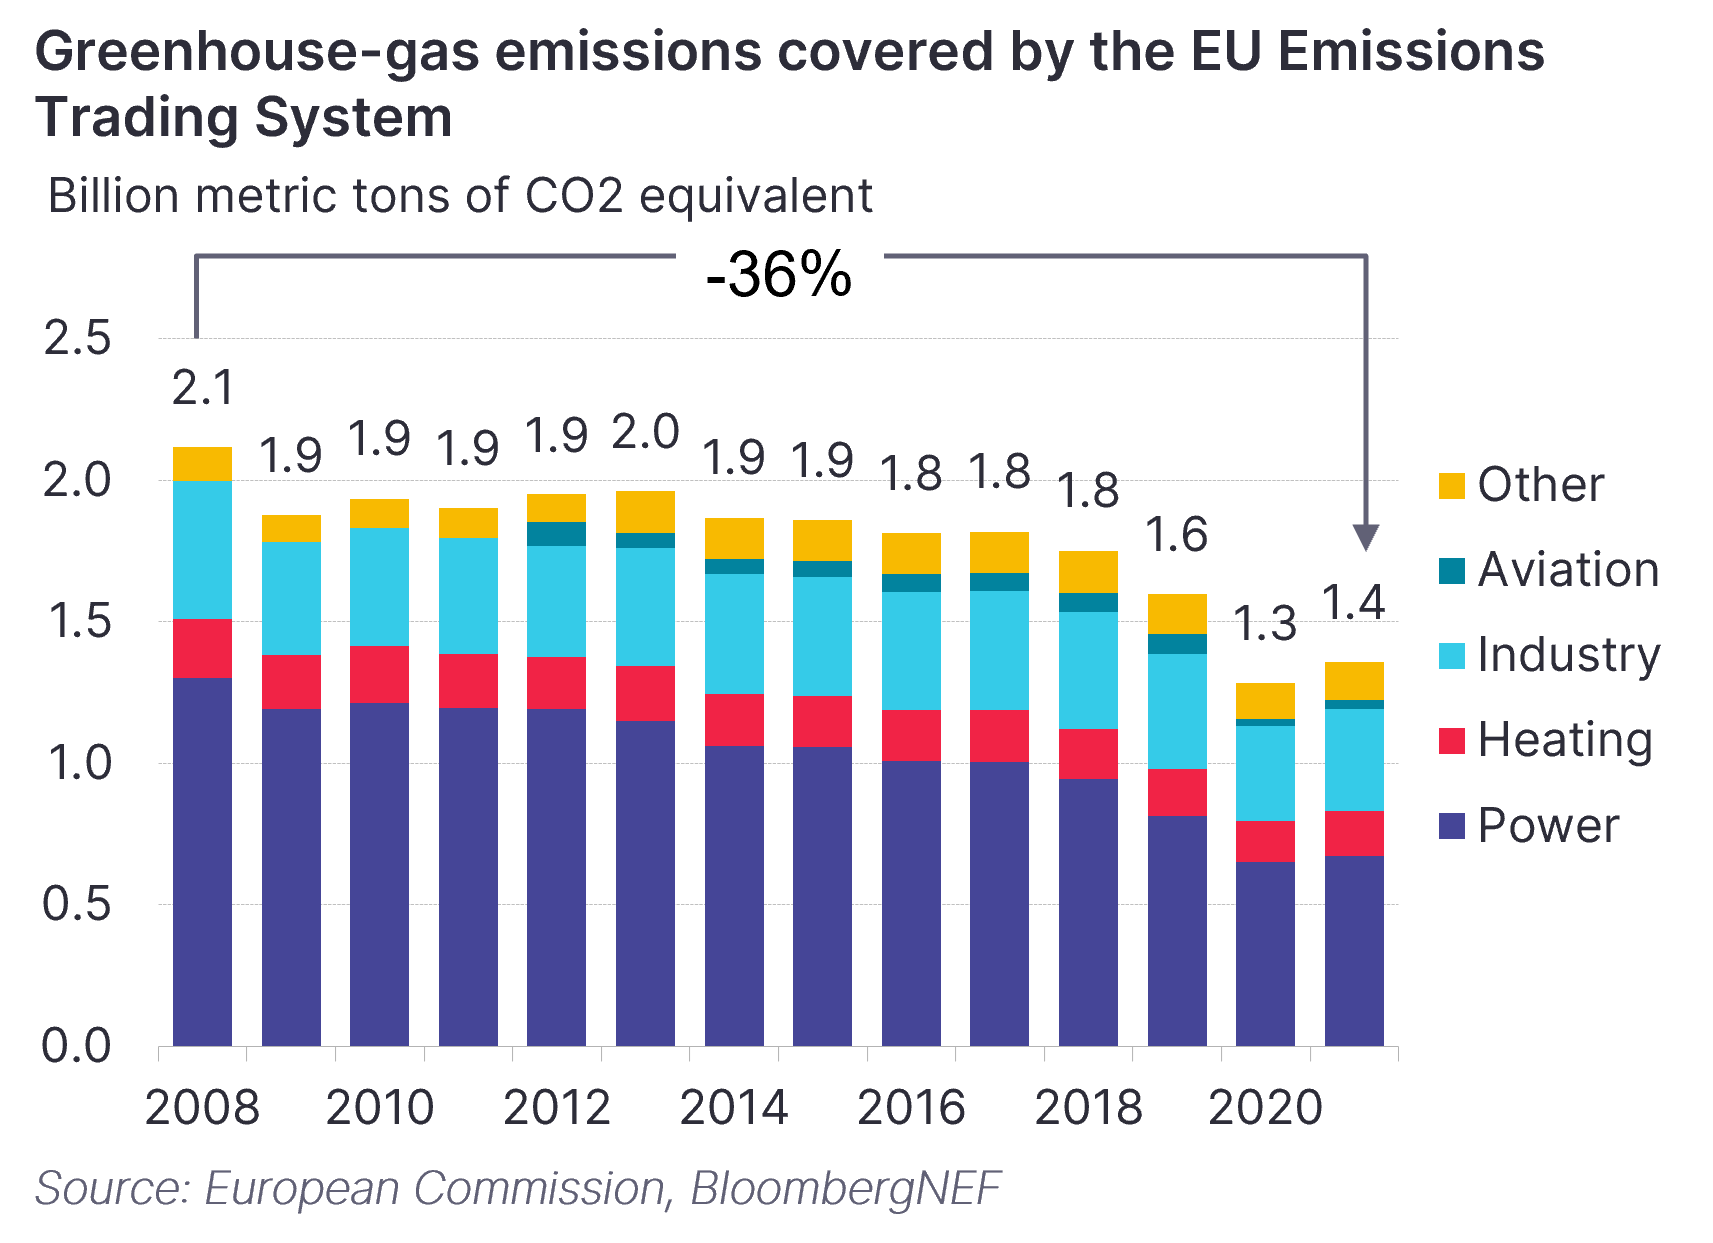 Greenhouse-gas emissions covered by the EU Emissions
Trading System
Billion metric tons of CO2 equivalent
-36%
2.5
2.0
1.5
1.0
0.5
0.0
2.1
1.9
1.9
1.9
1.9
2.0
1.9
1.9
1.8
1.8
1.8
1.6
1.3
1.4
Other
Aviation
Industry
Heating
Power
2008 2010 2012 2014 2016 2018 2020
Source: European Commission, BloombergNEF